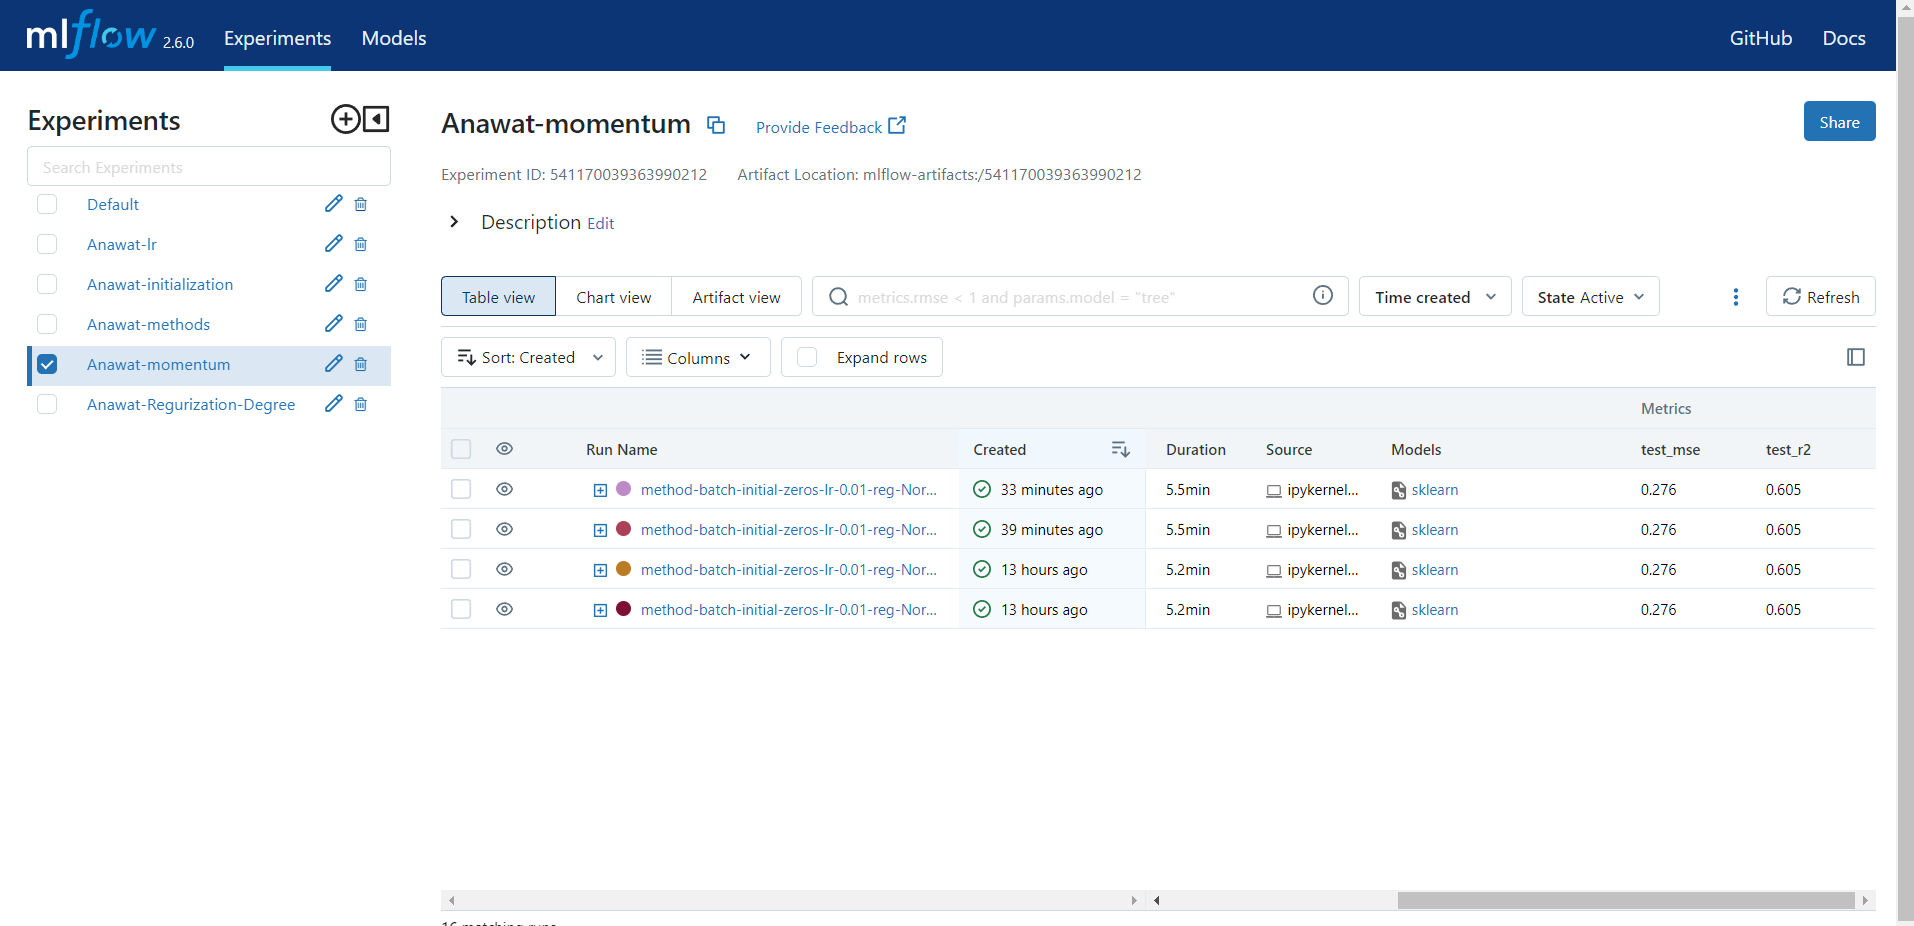 mlflow 2.6.0 Experiments Models GitHub Docs
Experiments
Search Experiments
Default
Anawat-lr
Anawat-initialization
Anawat-methods
Anawat-momentum
Anawat-Regurization-Degree
Anawat-momentum Provide Feedback Share
Experiment ID: 541170039363990212 Artifact Location: mlflow-artifacts:/541170039363990212
Description Edit
Table view Chart view Artifact view metrics.rmse < 1 and params.model = "tree" Time created State Active Refresh
Sort: Created Columns Expand rows
Metrics
Run Name Created Duration Source Models test_mse test_r2
method-batch-initial-zeros-lr-0.01-reg-Nor... 33 minutes ago 5.5min ipykernel... sklearn 0.276 0.605
method-batch-initial-zeros-lr-0.01-reg-Nor... 39 minutes ago 5.5min ipykernel... sklearn 0.276 0.605
method-batch-initial-zeros-lr-0.01-reg-Nor... 13 hours ago 5.2min ipykernel... sklearn 0.276 0.605
method-batch-initial-zeros-lr-0.01-reg-Nor... 13 hours ago 5.2min ipykernel... sklearn 0.276 0.605
16 matching runs